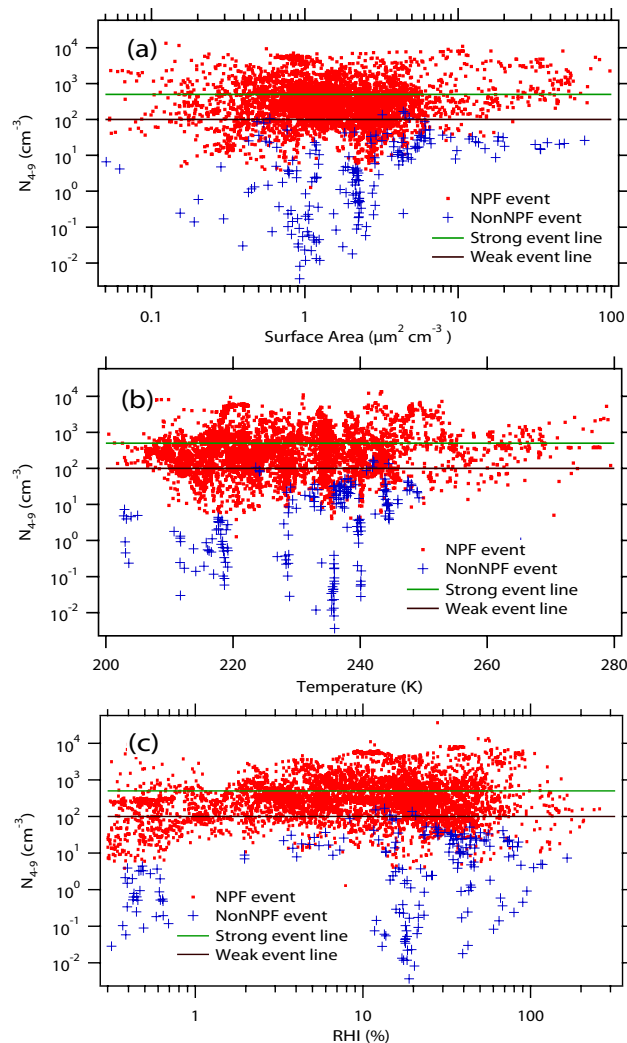 (a)
10^4
10^3
10^2
10^1
10^0
10^-1
10^-2
N4-9 (cm^-3)
NPF event
NonNPF event
Strong event line
Weak event line
0.1 1 10 100
Surface Area (µm^2 cm^-3)
(b)
10^4
10^3
10^2
10^1
10^0
10^-1
10^-2
N4-9 (cm^-3)
NPF event
NonNPF event
Strong event line
Weak event line
200 220 240 260 280
Temperature (K)
(c)
10^4
10^3
10^2
10^1
10^0
10^-1
10^-2
N4-9 (cm^-3)
NPF event
NonNPF event
Strong event line
Weak event line
1 10 100
RHI (%)